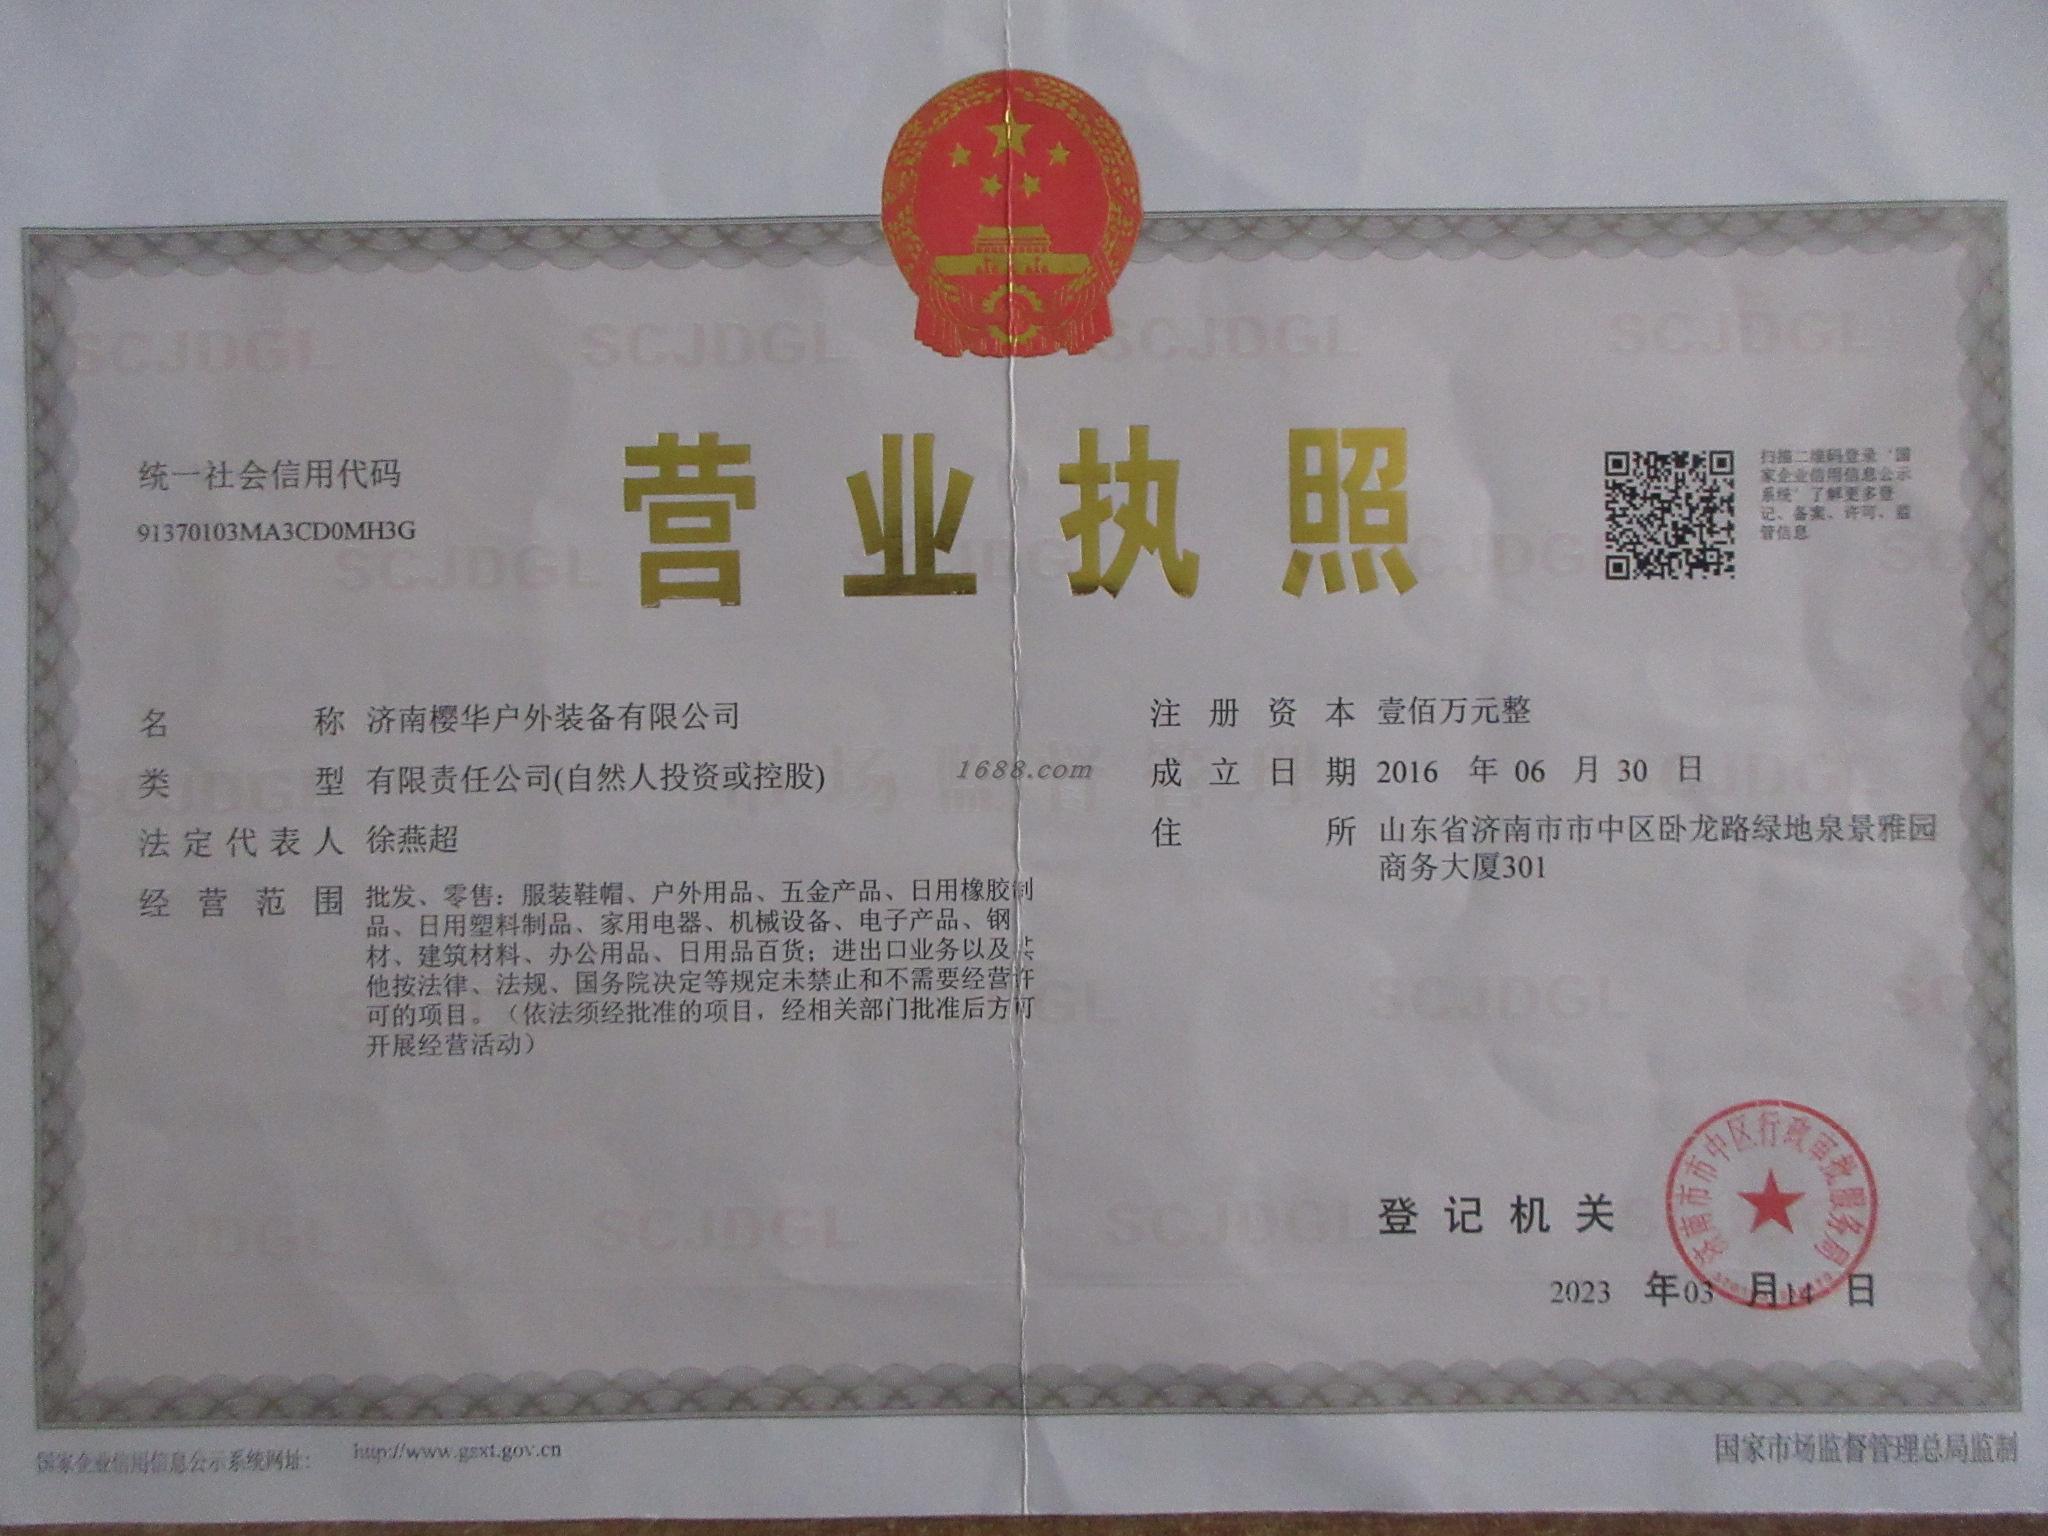 统一社会信用代码
91370103MA3CD0MH3G
营业执照
扫描二维码登录‘国
家企业信用信息公示
系统’了解更多登
记、备案、许可、监
管信息
名称 济南樱华户外装备有限公司
类型 有限责任公司(自然人投资或控股)
法定代表人 徐燕超
经营范围 批发、零售：服装鞋帽、户外用品、五金产品、日用橡胶制
品、日用塑料制品、家用电器、机械设备、电子产品、钢
材、建筑材料、办公用品、日用品百货；进出口业务以及其
他按法律、法规、国务院决定等规定未禁止和不需要经营许
可的项目。（依法须经批准的项目，经相关部门批准后方可
开展经营活动）
1688.com
注册资本 壹佰万元整
成立日期 2016 年 06 月 30 日
住所 山东省济南市市中区卧龙路绿地泉景雅园
商务大厦301
登记机关
济南市市中区行政审批服务局
2023 年03 月14 日
国家企业信用信息公示系统网址： http://www.gsxt.gov.cn
国家市场监督管理总局监制
SCJDGL